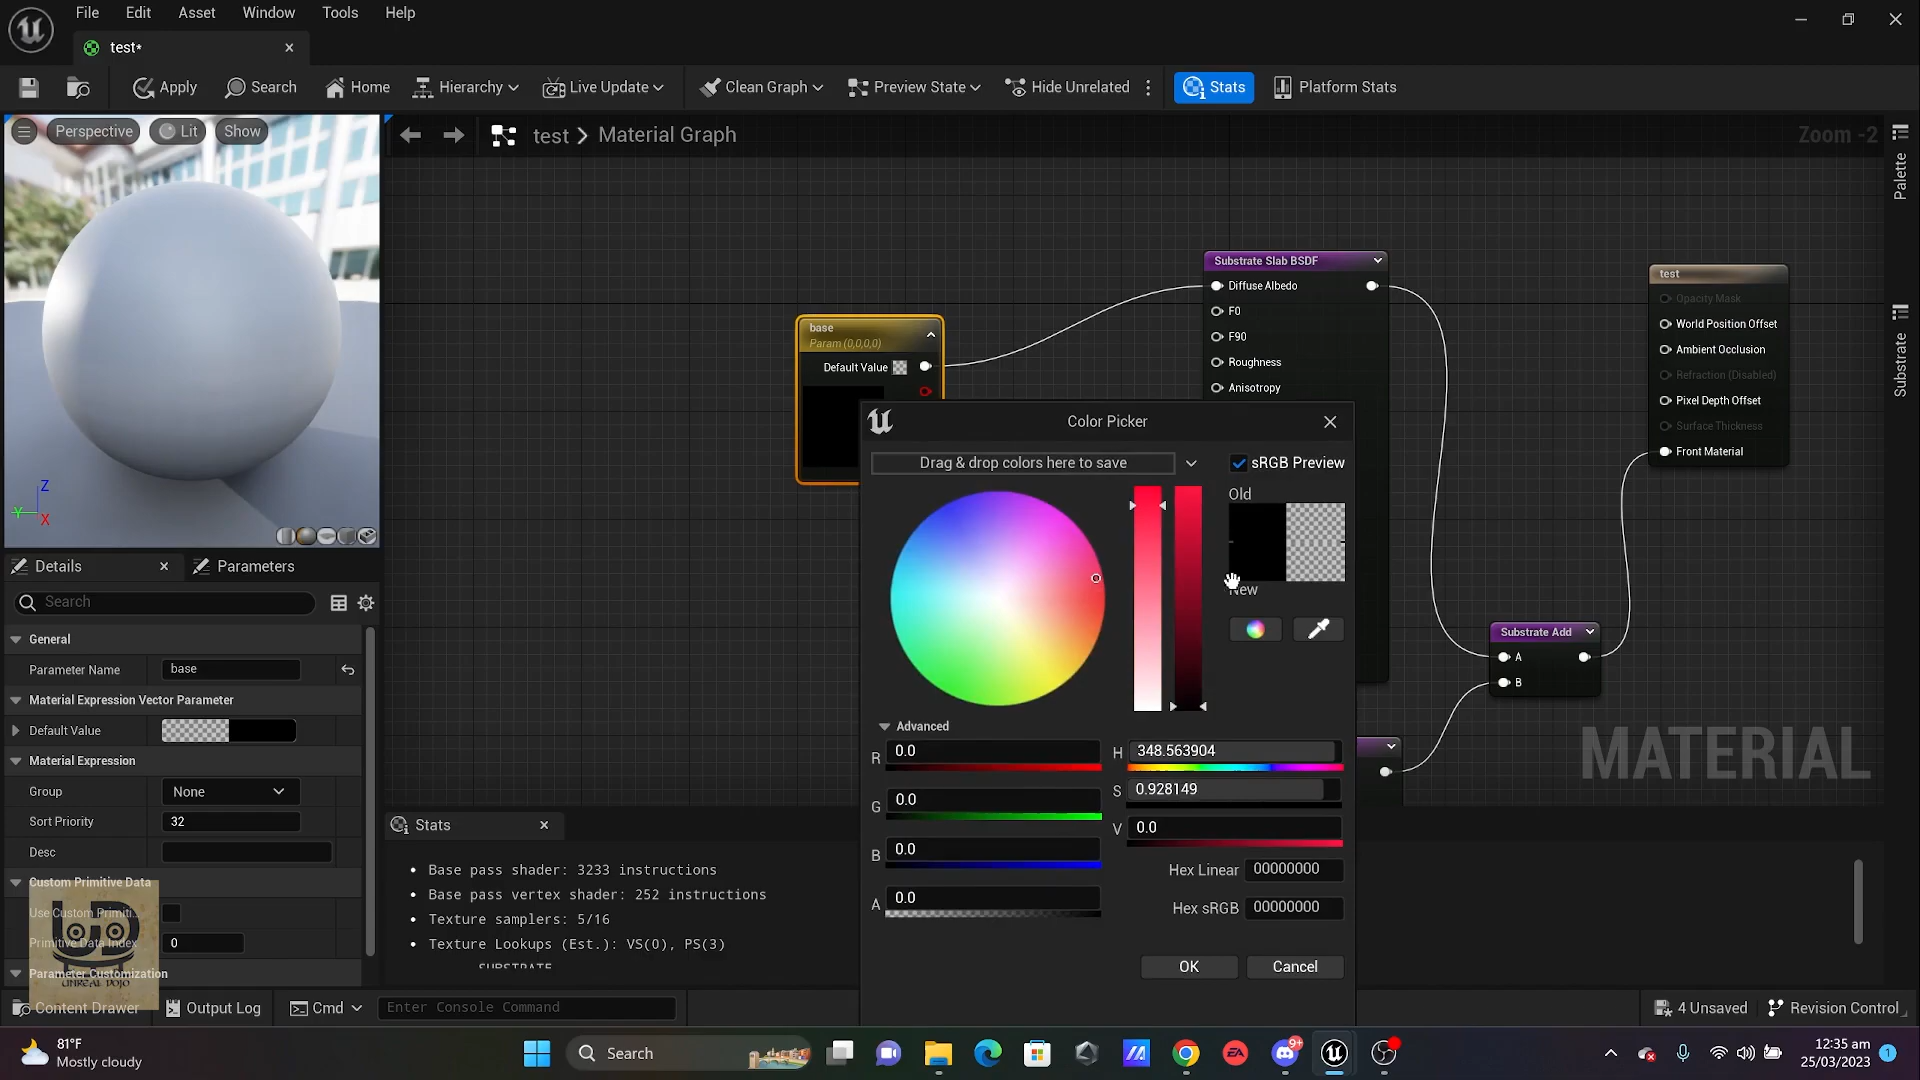 File Edit Asset Window Tools Help
test*
Apply Search Home Hierarchy Live Update Clean Graph Preview State Hide Unrelated Stats Platform Stats
Perspective Lit Show
test > Material Graph
Zoom -2
Palette
Substrate
base
Param (0,0,0,0)
Default Value
Substrate Slab BSDF
Diffuse Albedo
F0
F90
Roughness
Anisotropy
test
Opacity Mask
World Position Offset
Ambient Occlusion
Refraction (Disabled)
Pixel Depth Offset
Surface Thickness
Front Material
Substrate Add
A
B
MATERIAL
Z
Y
X
Color Picker
Drag & drop colors here to save
sRGB Preview
Old
New
Advanced
R 0.0
G 0.0
B 0.0
A 0.0
H 348.563904
S 0.928149
V 0.0
Hex Linear 00000000
Hex sRGB 00000000
OK Cancel
Details Parameters
Search
General
Parameter Name base
Material Expression Vector Parameter
Default Value
Material Expression
Group None
Sort Priority 32
Desc
Custom Primitive Data
Use Custom Primiti...
Primitive Data Index 0
Parameter Customization
UNREAL DOJO
Stats
• Base pass shader: 3233 instructions
• Base pass vertex shader: 252 instructions
• Texture samplers: 5/16
• Texture Lookups (Est.): VS(0), PS(3)
SUBSTRATE
Content Drawer Output Log Cmd Enter Console Command
4 Unsaved Revision Control
81°F
Mostly cloudy
Search
EA
9+
12:35 am
25/03/2023
1